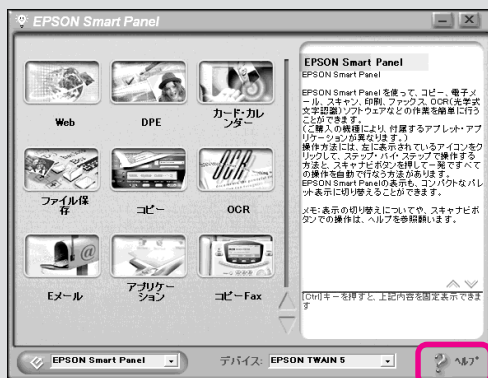 EPSON Smart Panel
Web
DPE
カード・カレ
ンダー
ファイル保
存
コピー
OCR
Eメール
アプリケー
ション
コピーFax
EPSON Smart Panel
EPSON Smart Panel
EPSON Smart Panel を使って、コピー、電子メ
ール、スキャン、印刷、ファックス、OCR(光学式
文字認識)ソフトウェアなどの作業を簡単に行う
ことができます。
(ご購入の機種により、付属するアプレット・アプ
リケーションが異なります。)
操作方法には、左に示されているアイコンをク
リックして、ステップ・バイ・ステップで操作する
方法と、スキャナビボタンを押して一発ですべて
の操作を自動で行なう方法があります。
EPSON Smart Panelの表示も、コンパクトなパレ
ット表示に切り替えることができます。
メモ:表示の切り替えについてや、スキャナビボ
タンでの操作は、ヘルプを参照願います。
[Ctrl]キーを押すと、上記内容を固定表示できま
す
EPSON Smart Panel
デバイス:
EPSON TWAIN 5
ヘルプ